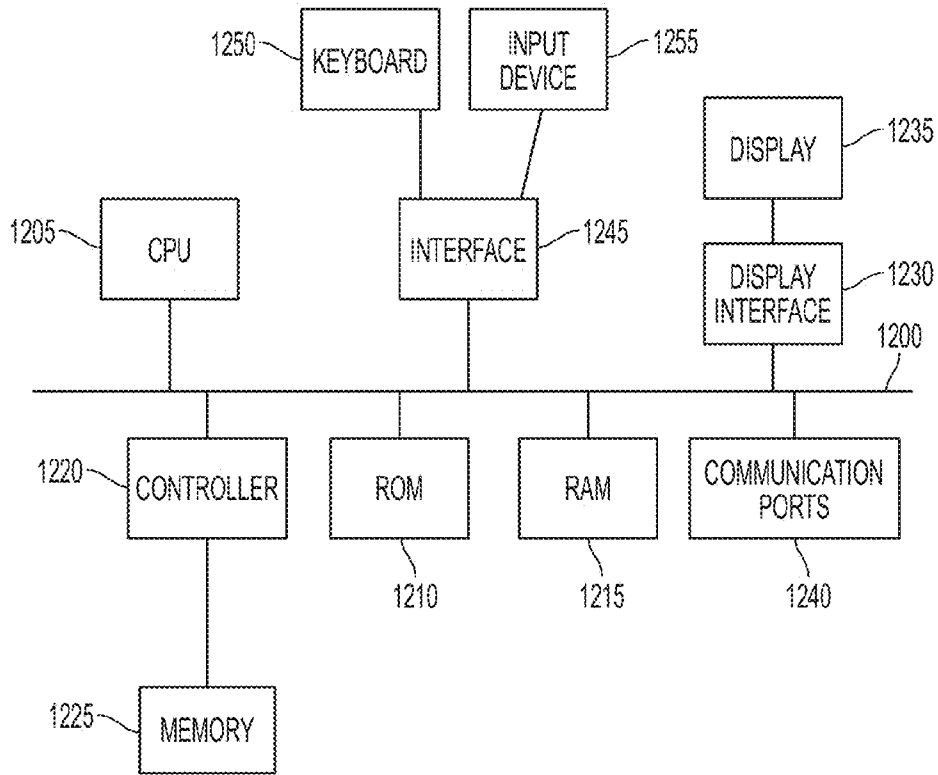 1250
KEYBOARD
INPUT
DEVICE
1255
DISPLAY
1235
1205
CPU
INTERFACE
1245
DISPLAY
INTERFACE
1230
1200
1220
CONTROLLER
ROM
RAM
COMMUNICATION
PORTS
1210
1215
1240
1225
MEMORY